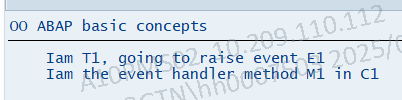 OO ABAP basic concepts
Iam T1, going to raise event E1
Iam the event handler method M1 in C1